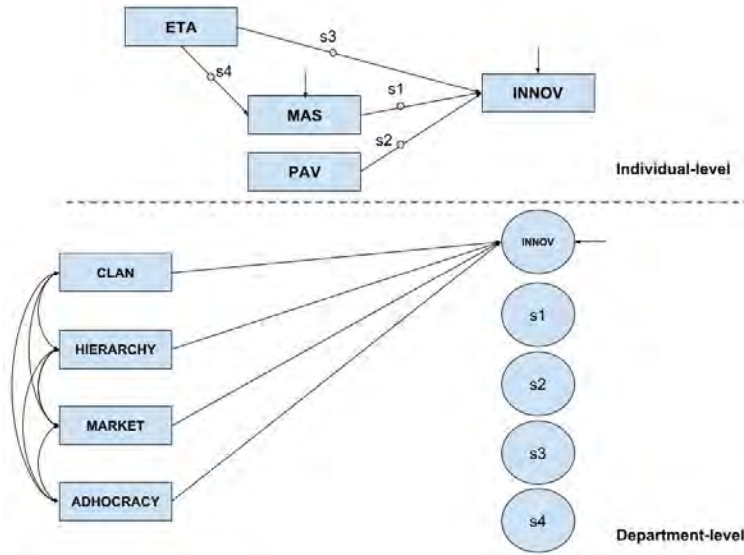 ETA
s3
s4
s1
INNOV
MAS
s2
PAV
Individual-level
INNOV
CLAN
s1
HIERARCHY
s2
MARKET
s3
ADHOCRACY
s4
Department-level